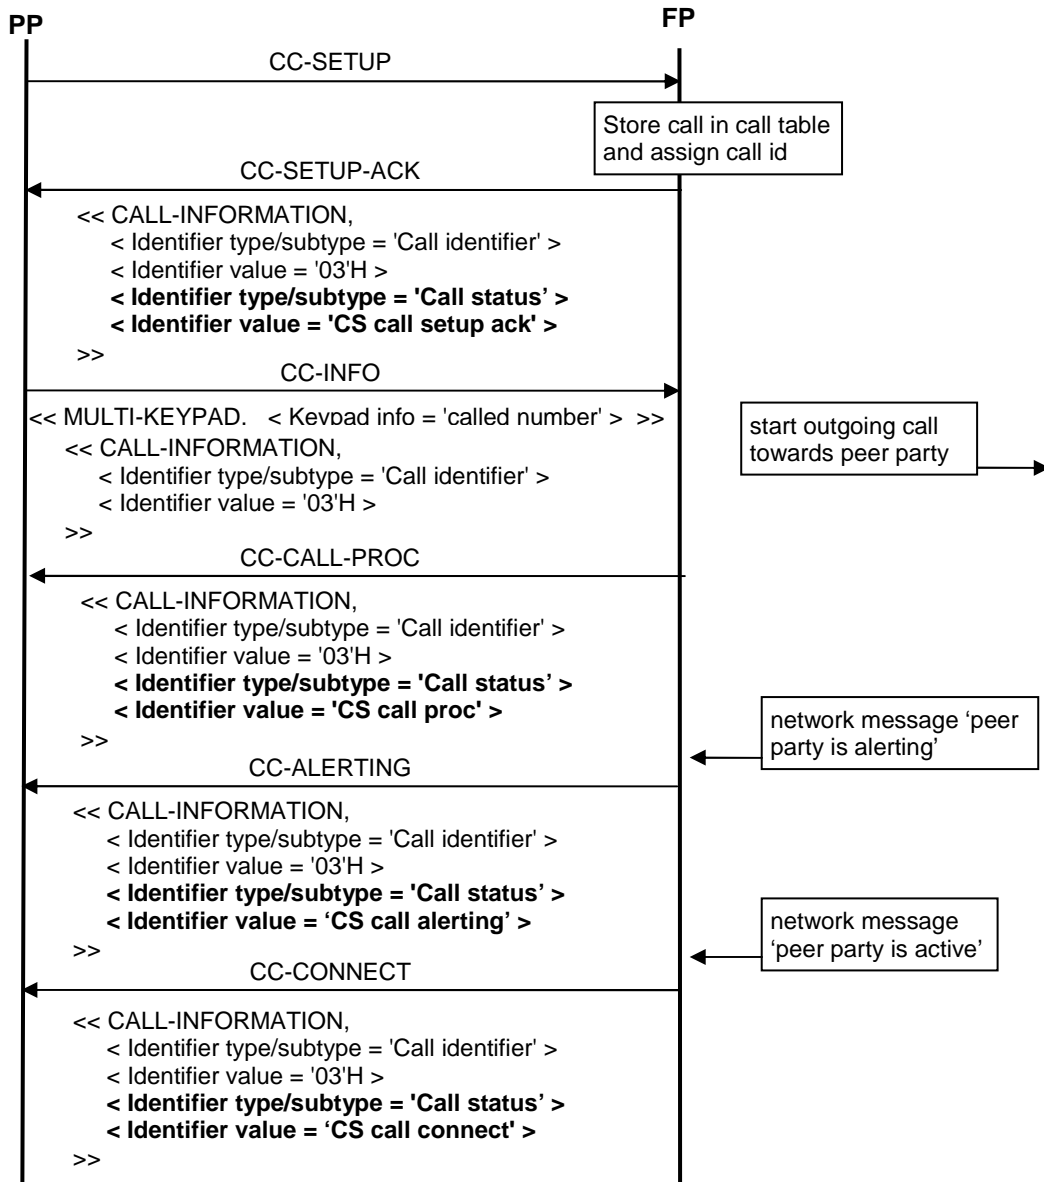 PP
FP
CC-SETUP
Store call in call table
and assign call id
CC-SETUP-ACK
<< CALL-INFORMATION,
< Identifier type/subtype = 'Call identifier' >
< Identifier value = '03'H >
< Identifier type/subtype = 'Call status’ >
< Identifier value = 'CS call setup ack' >
>>
CC-INFO
<< MULTI-KEYPAD, < Keypad info = 'called number' > >>
<< CALL-INFORMATION,
< Identifier type/subtype = 'Call identifier' >
< Identifier value = '03'H >
>>
start outgoing call
towards peer party
CC-CALL-PROC
<< CALL-INFORMATION,
< Identifier type/subtype = 'Call identifier' >
< Identifier value = '03'H >
< Identifier type/subtype = 'Call status’ >
< Identifier value = 'CS call proc' >
>>
network message ‘peer
party is alerting’
CC-ALERTING
<< CALL-INFORMATION,
< Identifier type/subtype = 'Call identifier' >
< Identifier value = '03'H >
< Identifier type/subtype = 'Call status’ >
< Identifier value = ‘CS call alerting’ >
>>
network message
‘peer party is active’
CC-CONNECT
<< CALL-INFORMATION,
< Identifier type/subtype = 'Call identifier' >
< Identifier value = '03'H >
< Identifier type/subtype = 'Call status’ >
< Identifier value = ‘CS call connect' >
>>